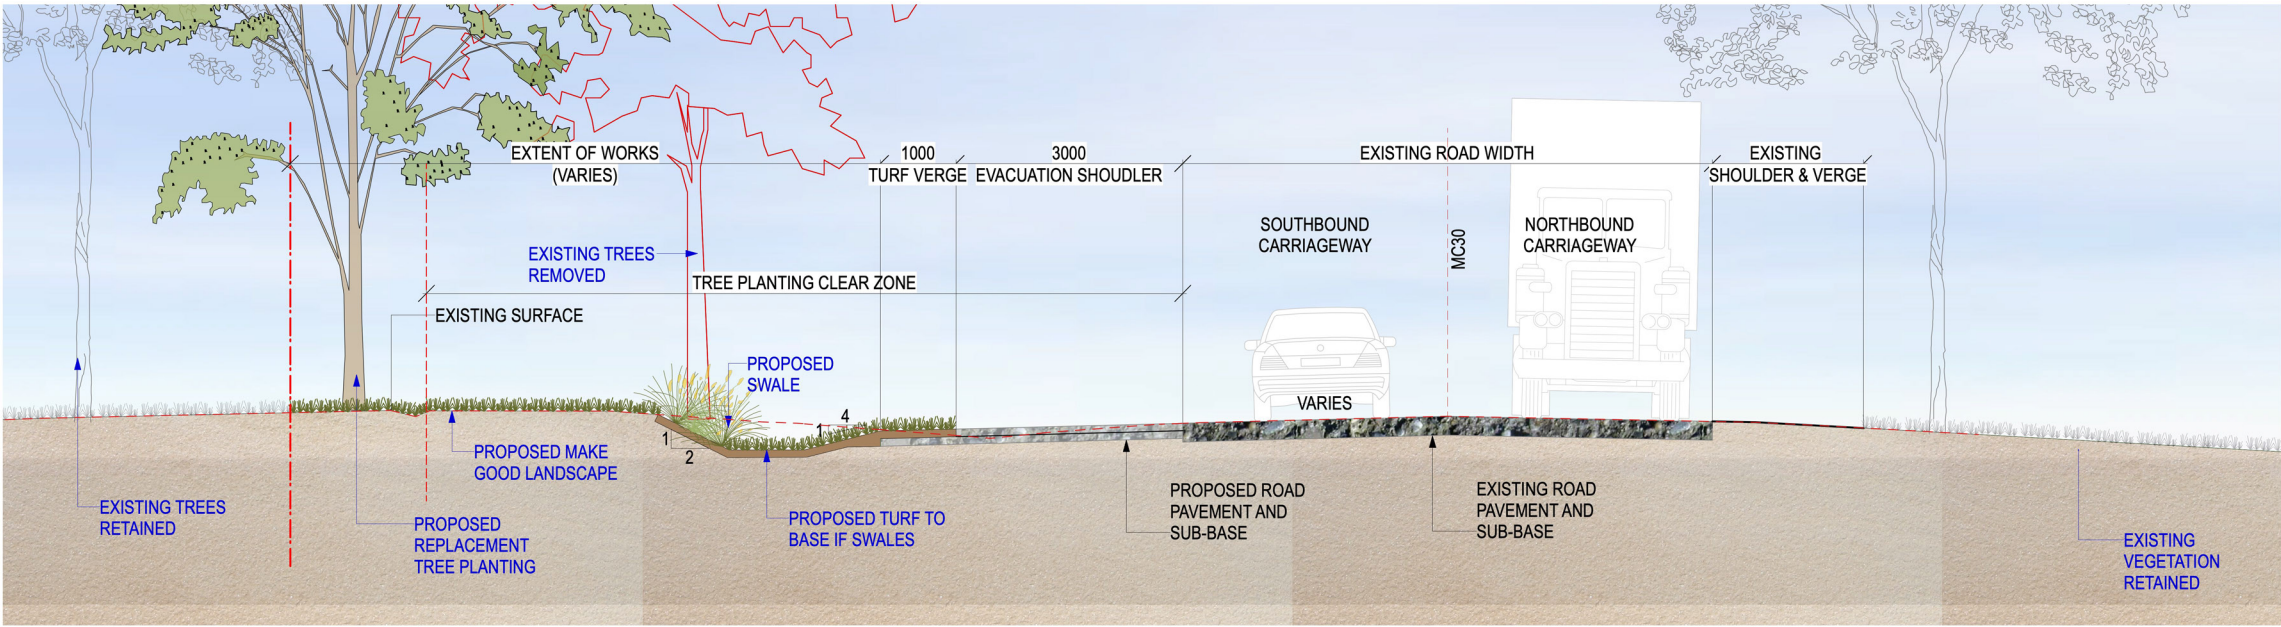 EXTENT OF WORKS
(VARIES)
1000
TURF VERGE
3000
EVACUATION SHOUDLER
EXISTING ROAD WIDTH
EXISTING
SHOULDER & VERGE
SOUTHBOUND
CARRIAGEWAY
MC30
NORTHBOUND
CARRIAGEWAY
EXISTING TREES
REMOVED
TREE PLANTING CLEAR ZONE
EXISTING SURFACE
PROPOSED
SWALE
VARIES
4
1
1
2
PROPOSED MAKE
GOOD LANDSCAPE
EXISTING TREES
RETAINED
PROPOSED
REPLACEMENT
TREE PLANTING
PROPOSED TURF TO
BASE IF SWALES
PROPOSED ROAD
PAVEMENT AND
SUB-BASE
EXISTING ROAD
PAVEMENT AND
SUB-BASE
EXISTING
VEGETATION
RETAINED